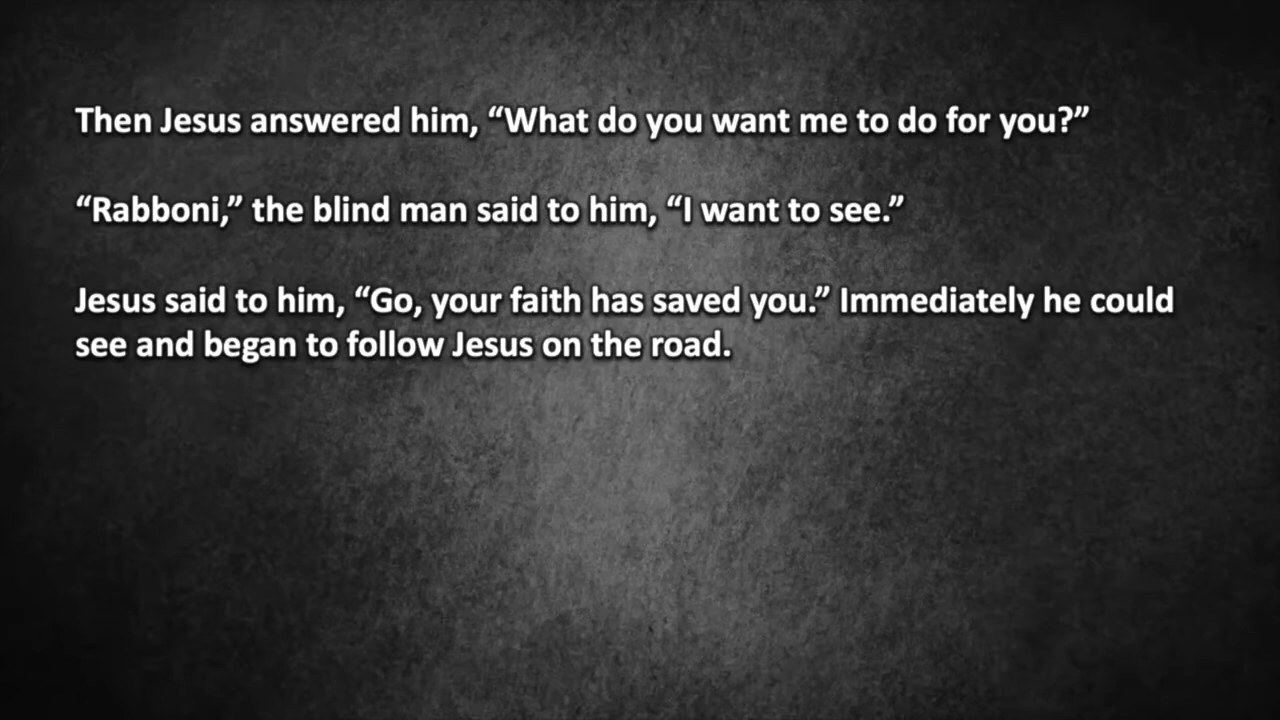 Then Jesus answered him, “What do you want me to do for you?”
“Rabboni,” the blind man said to him, “I want to see.”
Jesus said to him, “Go, your faith has saved you.” Immediately he could
see and began to follow Jesus on the road.